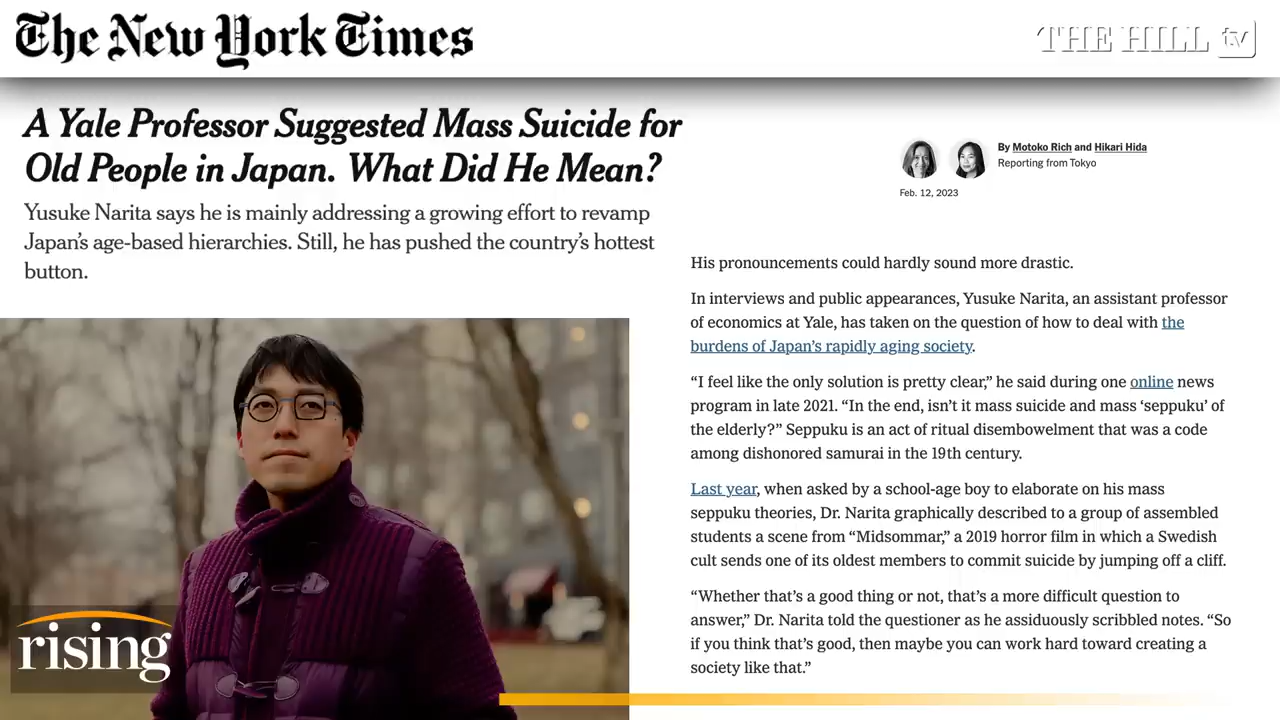 The New York Times
THE HILL tv
A Yale Professor Suggested Mass Suicide for
Old People in Japan. What Did He Mean?
Yusuke Narita says he is mainly addressing a growing effort to revamp
Japan’s age-based hierarchies. Still, he has pushed the country’s hottest
button.
By Motoko Rich and Hikari Hida
Reporting from Tokyo
Feb. 12, 2023
His pronouncements could hardly sound more drastic.
In interviews and public appearances, Yusuke Narita, an assistant professor
of economics at Yale, has taken on the question of how to deal with the
burdens of Japan’s rapidly aging society.
“I feel like the only solution is pretty clear,” he said during one online news
program in late 2021. “In the end, isn’t it mass suicide and mass ‘seppuku’ of
the elderly?” Seppuku is an act of ritual disembowelment that was a code
among dishonored samurai in the 19th century.
Last year, when asked by a school-age boy to elaborate on his mass
seppuku theories, Dr. Narita graphically described to a group of assembled
students a scene from “Midsommar,” a 2019 horror film in which a Swedish
cult sends one of its oldest members to commit suicide by jumping off a cliff.
“Whether that’s a good thing or not, that’s a more difficult question to
answer,” Dr. Narita told the questioner as he assiduously scribbled notes. “So
if you think that’s good, then maybe you can work hard toward creating a
society like that.”
rising